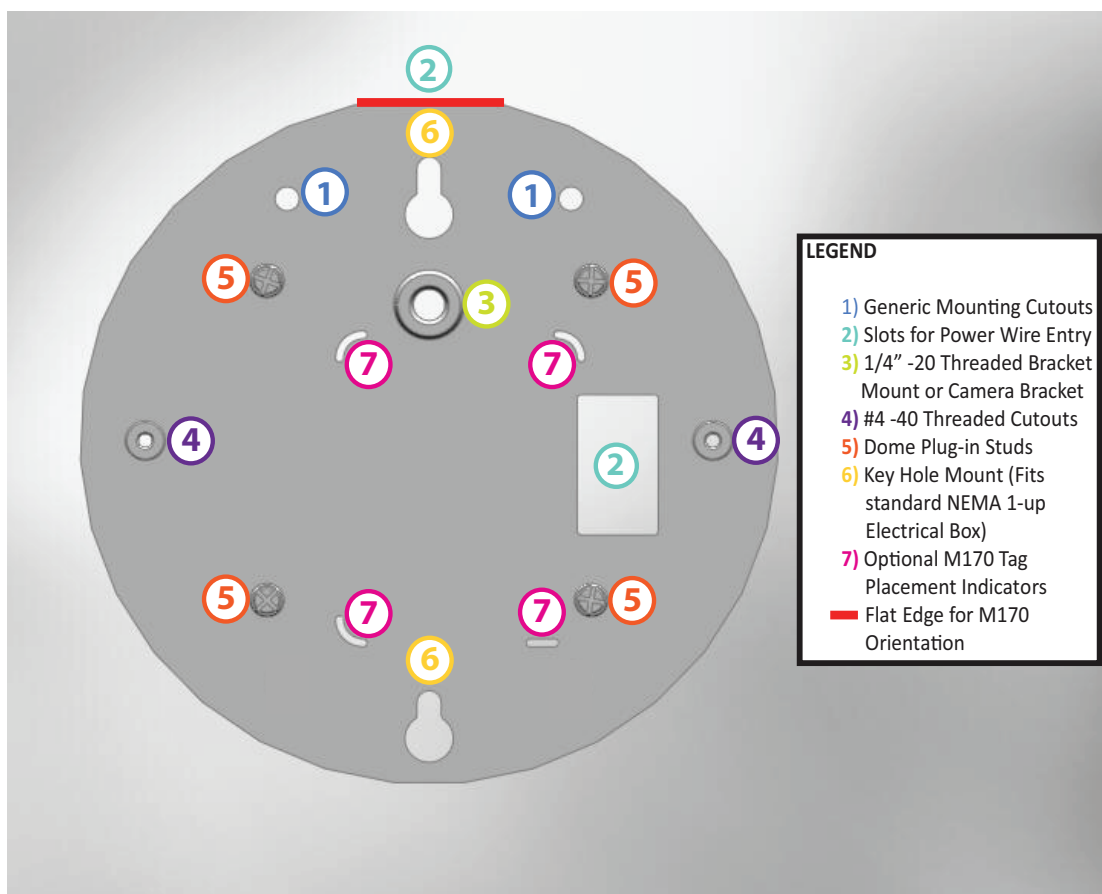 2
6
1
1
5
5
3
7
7
4
4
2
5
5
7
7
6
LEGEND
1) Generic Mounting Cutouts
2) Slots for Power Wire Entry
3) 1/4” -20 Threaded Bracket
Mount or Camera Bracket
4) #4 -40 Threaded Cutouts
5) Dome Plug-in Studs
6) Key Hole Mount (Fits
standard NEMA 1-up
Electrical Box)
7) Optional M170 Tag
Placement Indicators
Flat Edge for M170
Orientation